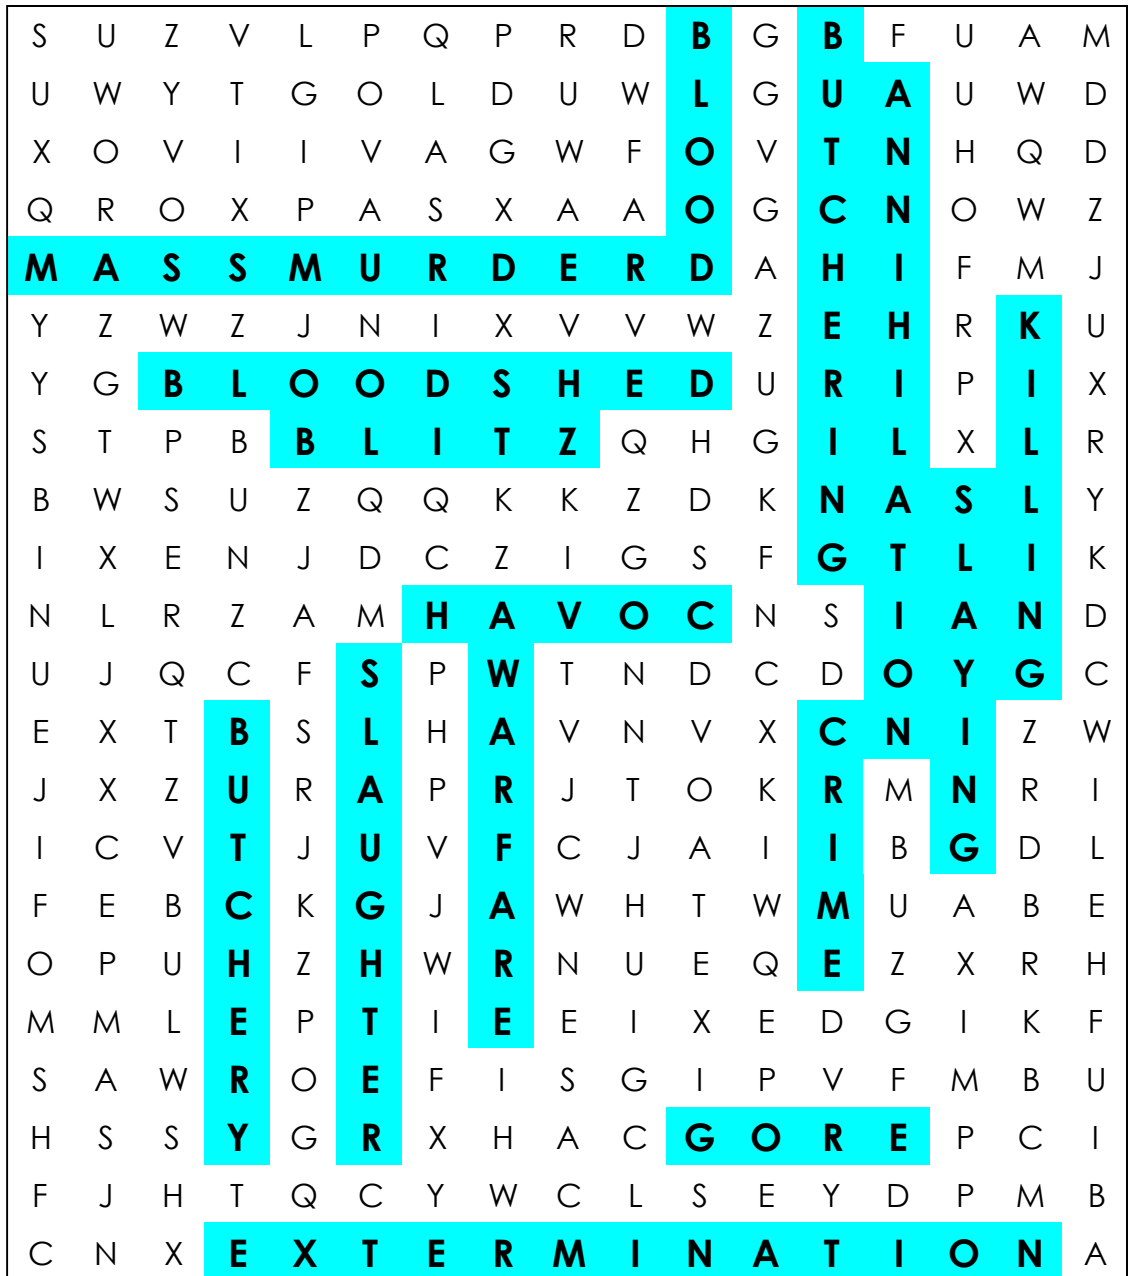 S U Z V L P Q P R D B G B F U A M
U W Y T G O L D U W L G U A U W D
X O V I I V A G W F O V T N H Q D
Q R O X P A S X A A O G C N O W Z
M A S S M U R D E R D A H I F M J
Y Z W Z J N I X V V W Z E H R K U
Y G B L O O D S H E D U R I P I X
S T P B B L I T Z Q H G I L X L R
B W S U Z Q Q K K Z D K N A S L Y
I X E N J D C Z I G S F G T L I K
N L R Z A M H A V O C N S I A N D
U J Q C F S P W T N D C D O Y G C
E X T B S L H A V N V X C N I Z W
J X Z U R A P R J T O K R M N R I
I C V T J U V F C J A I I B G D L
F E B C K G J A W H T W M U A B E
O P U H Z H W R N U E Q E Z X R H
M M L E P T I E E I X E D G I K F
S A W R O E F I S G I P V F M B U
H S S Y G R X H A C G O R E P C I
F J H T Q C Y W C L S E Y D P M B
C N X E X T E R M I N A T I O N A